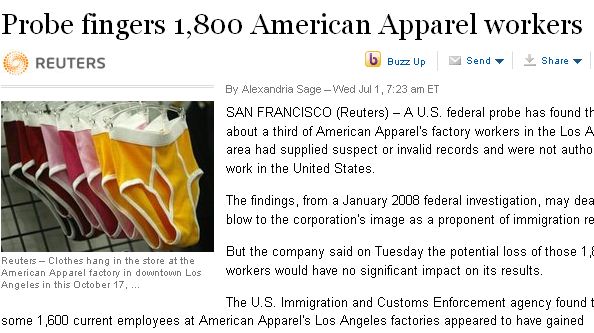 Probe fingers 1,800 American Apparel workers
REUTERS
Buzz Up
Send
Share
By Alexandria Sage – Wed Jul 1, 7:23 am ET
SAN FRANCISCO (Reuters) – A U.S. federal probe has found th
about a third of American Apparel's factory workers in the Los A
area had supplied suspect or invalid records and were not autho
work in the United States.
The findings, from a January 2008 federal investigation, may dea
blow to the corporation's image as a proponent of immigration re
But the company said on Tuesday the potential loss of those 1,8
workers would have no significant impact on its results.
The U.S. Immigration and Customs Enforcement agency found t
some 1,600 current employees at American Apparel's Los Angeles factories appeared to have gained
Reuters – Clothes hang in the store at the
American Apparel factory in downtown Los
Angeles in this October 17, ...